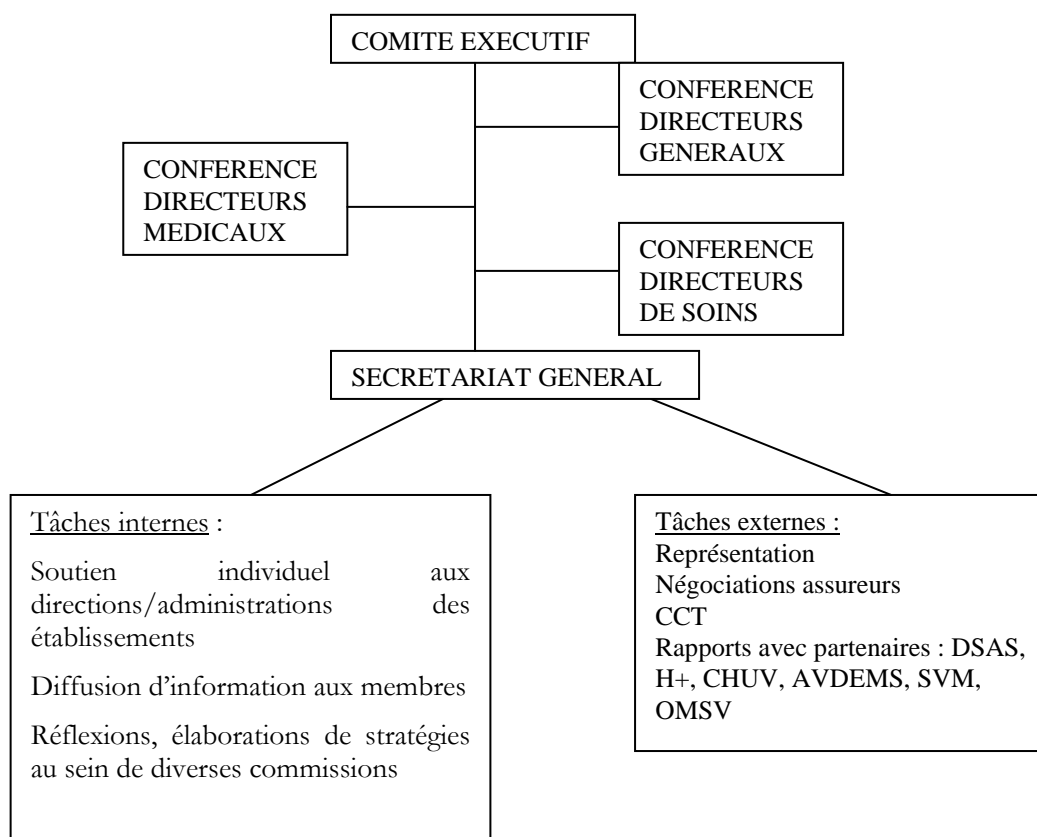 COMITE EXECUTIF
CONFERENCE
DIRECTEURS
GENERAUX
CONFERENCE
DIRECTEURS
MEDICAUX
CONFERENCE
DIRECTEURS
DE SOINS
SECRETARIAT GENERAL
Tâches internes :
Soutien individuel aux
directions/administrations des
établissements
Diffusion d’information aux membres
Réflexions, élaborations de stratégies
au sein de diverses commissions
Tâches externes :
Représentation
Négociations assureurs
CCT
Rapports avec partenaires : DSAS,
H+, CHUV, AVDEMS, SVM,
OMSV